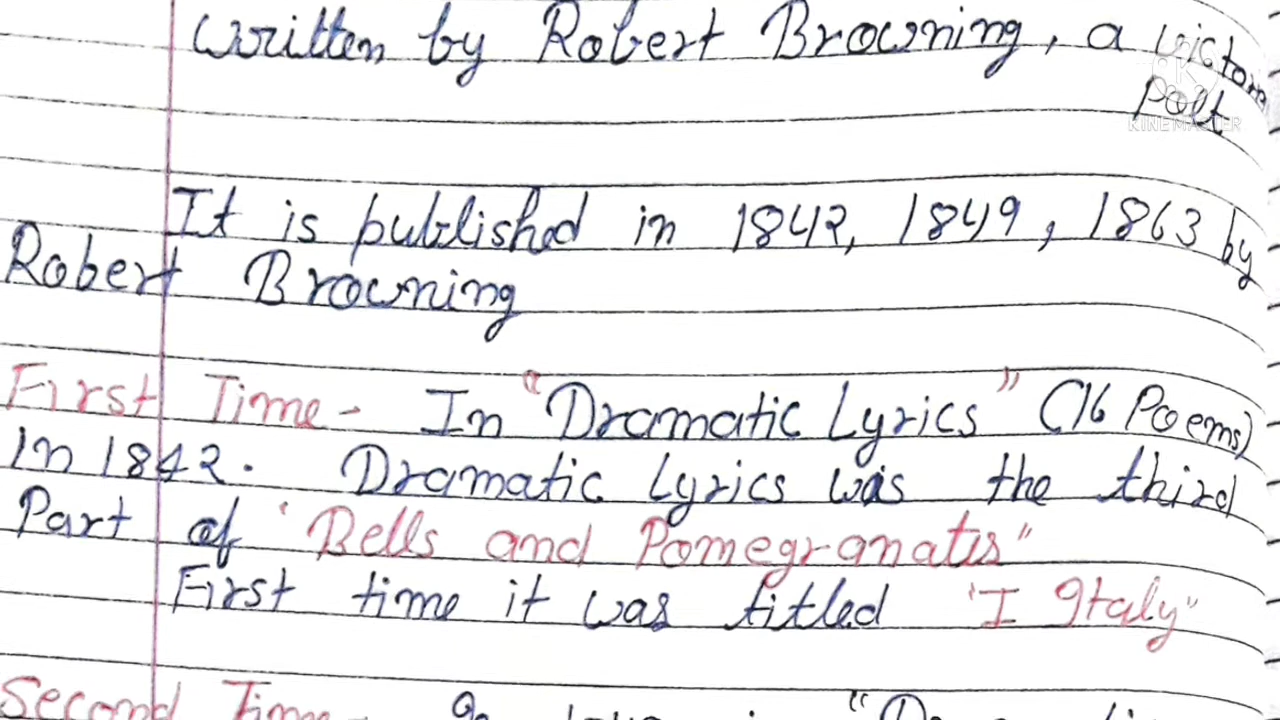 Written by Robert Browning, a victori
Poet
KINEMASTER
It is published in 1842, 1849, 1863 by
Robert Browning
First Time - In "Dramatic Lyrics" (16 Poems)
in 1842. Dramatic Lyrics was the third
Part of 'Bells and Pomegranates"
First time it was titled 'I Italy"
Second Time -